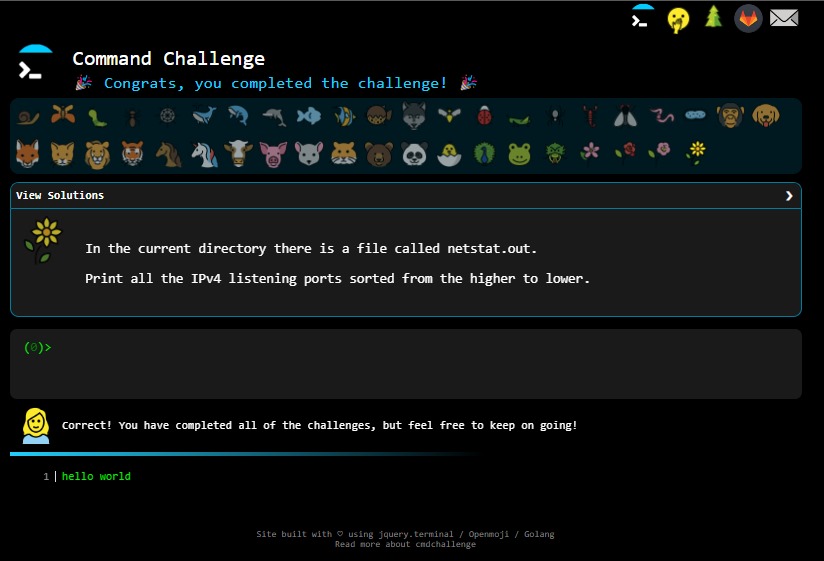 Command Challenge
🎉 Congrats, you completed the challenge! 🎉
View Solutions
In the current directory there is a file called netstat.out.
Print all the IPv4 listening ports sorted from the higher to lower.
(0)>
Correct! You have completed all of the challenges, but feel free to keep on going!
1 | hello world
Site built with ♡ using jquery.terminal / Openmoji / Golang
Read more about cmdchallenge